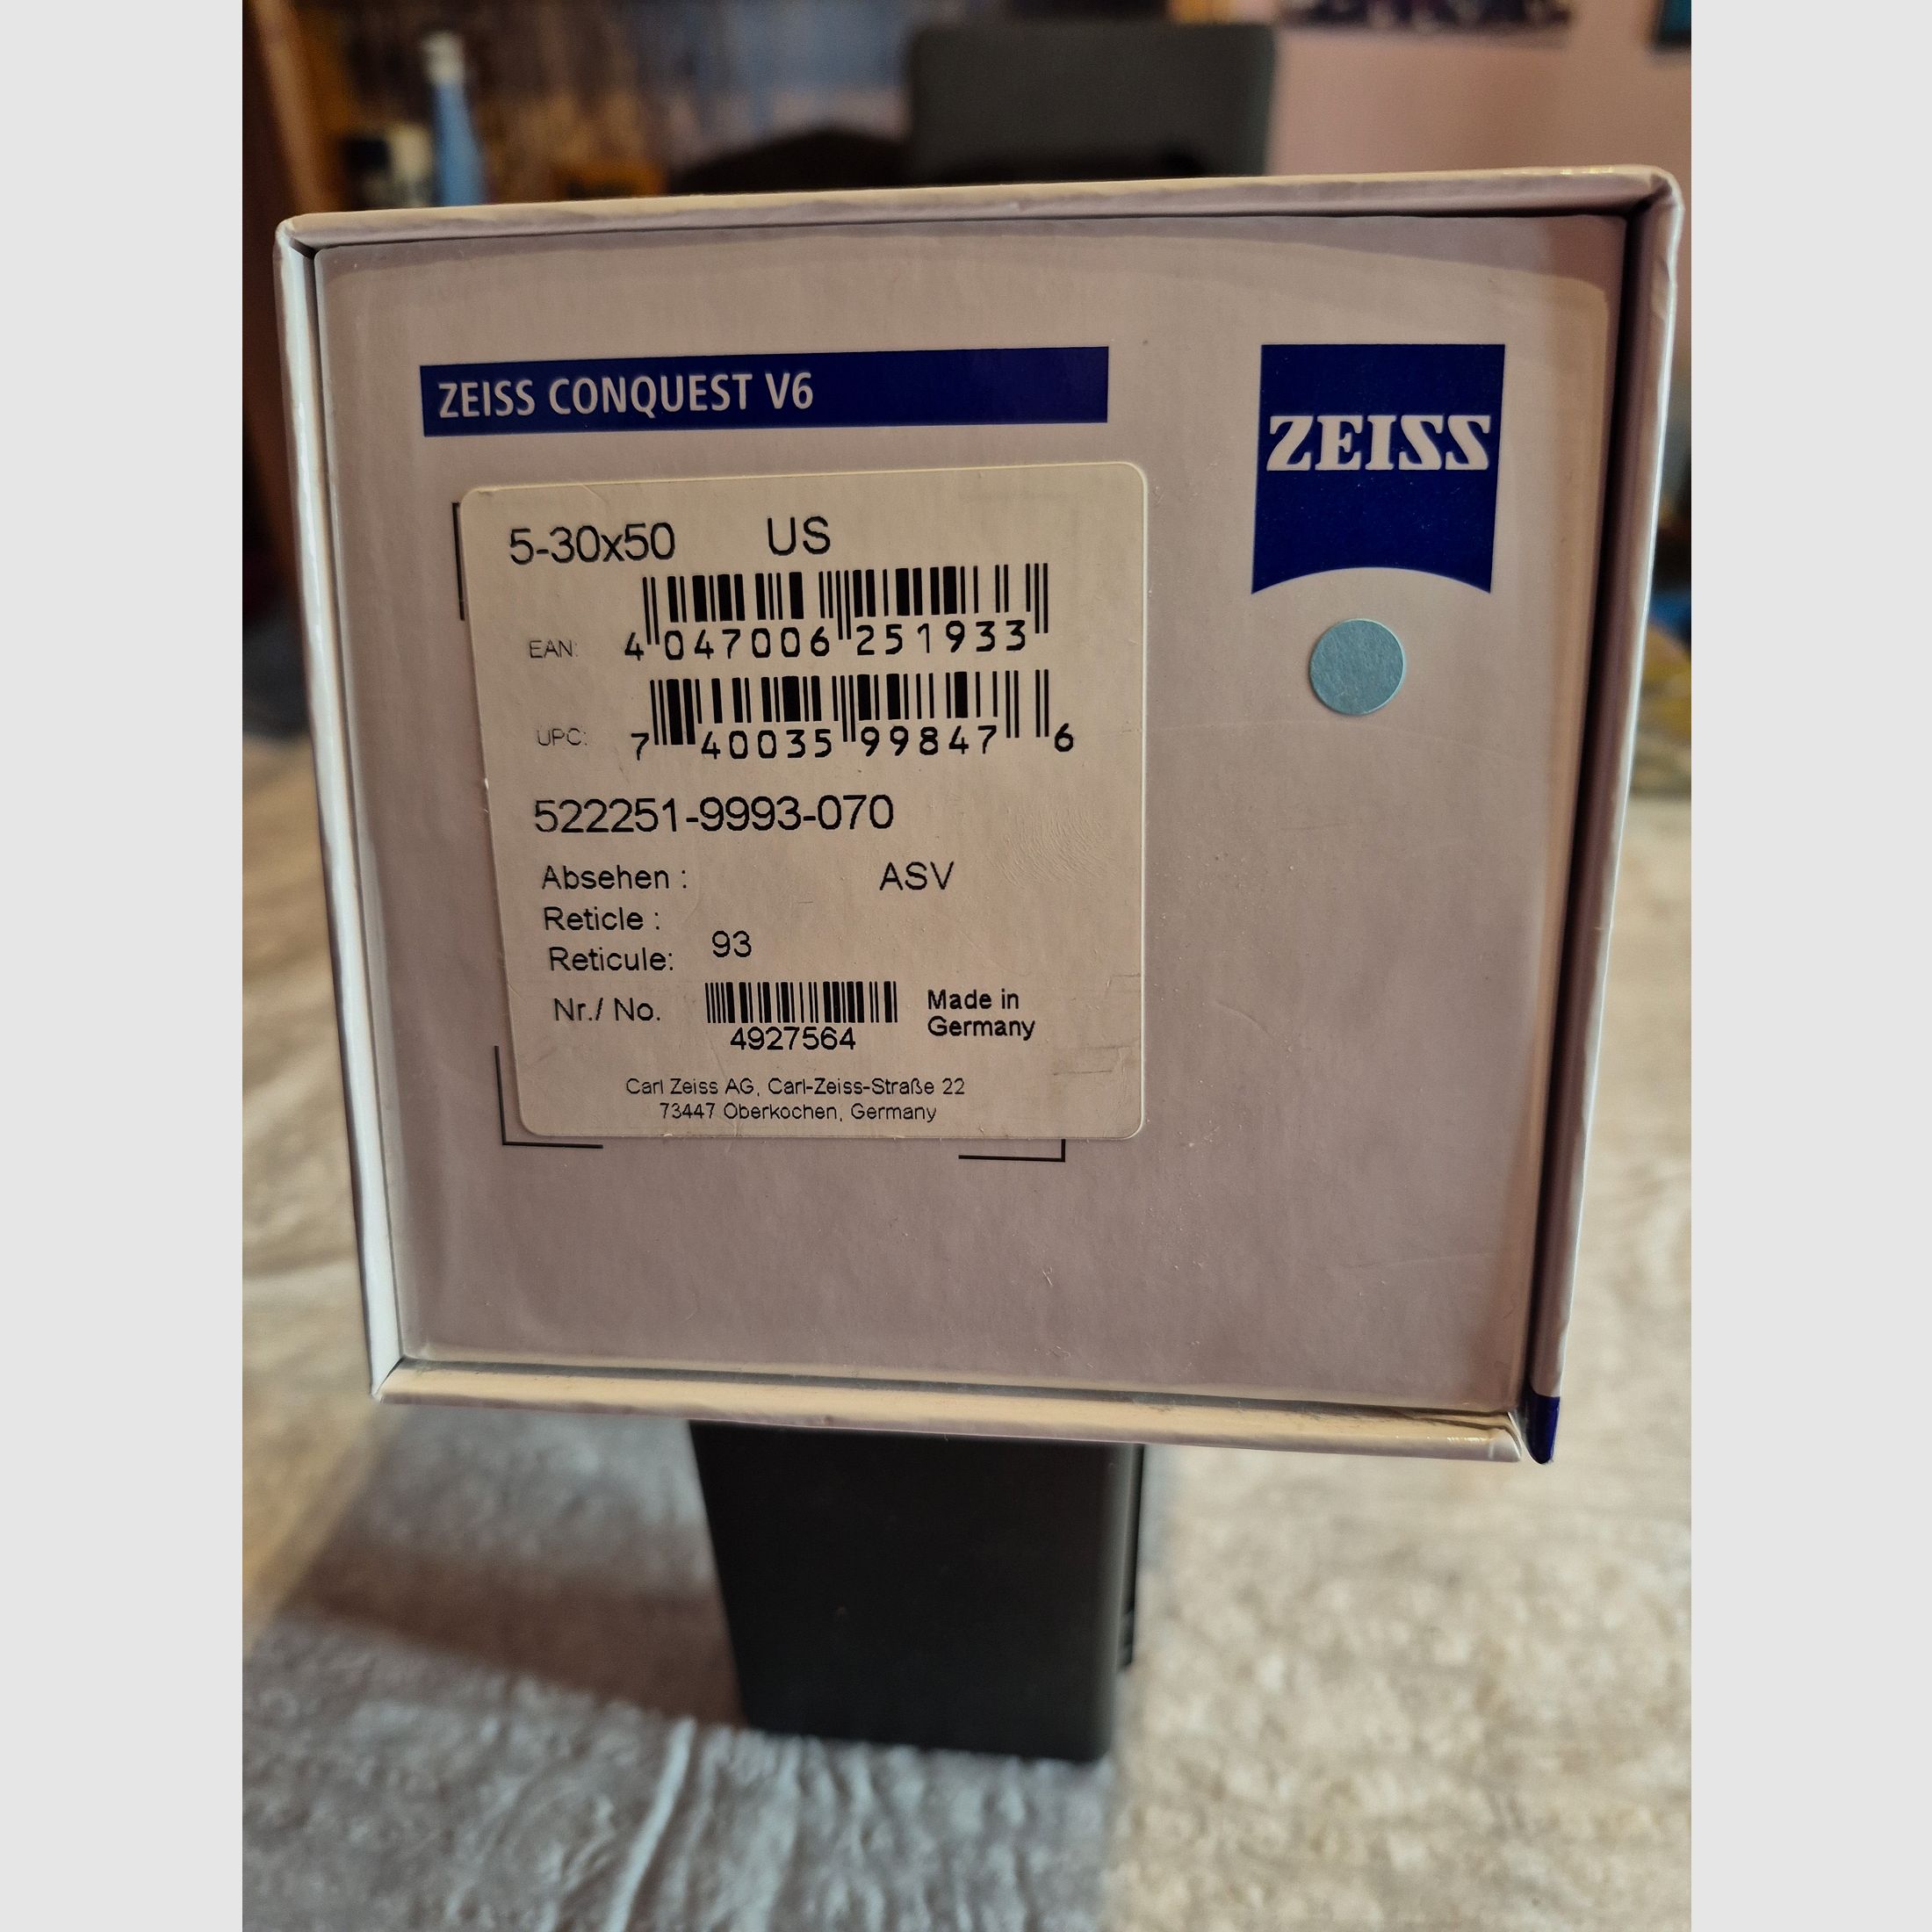 ZEISS CONQUEST V6
ZEISS
5-30x50 US
EAN: 4 047006 251933
UPC: 7 40035 99847 6
522251-9993-070
Absehen : ASV
Reticle :
Reticule: 93
Nr./ No. 4927564
Made in
Germany
Carl Zeiss AG, Carl-Zeiss-Straße 22
73447 Oberkochen, Germany